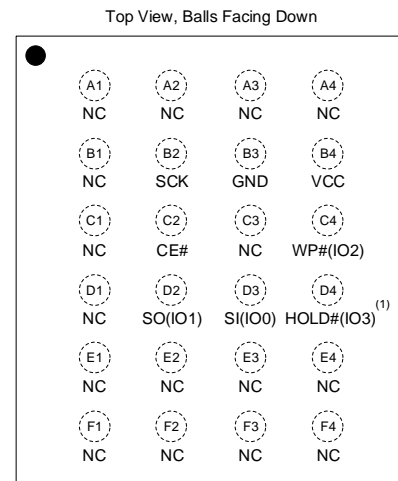 Top View, Balls Facing Down
A1 A2 A3 A4
NC NC NC NC
B1 B2 B3 B4
NC SCK GND VCC
C1 C2 C3 C4
NC CE# NC WP#(IO2)
D1 D2 D3 D4
NC SO(IO1) SI(IO0) HOLD#(IO3)(1)
E1 E2 E3 E4
NC NC NC NC
F1 F2 F3 F4
NC NC NC NC